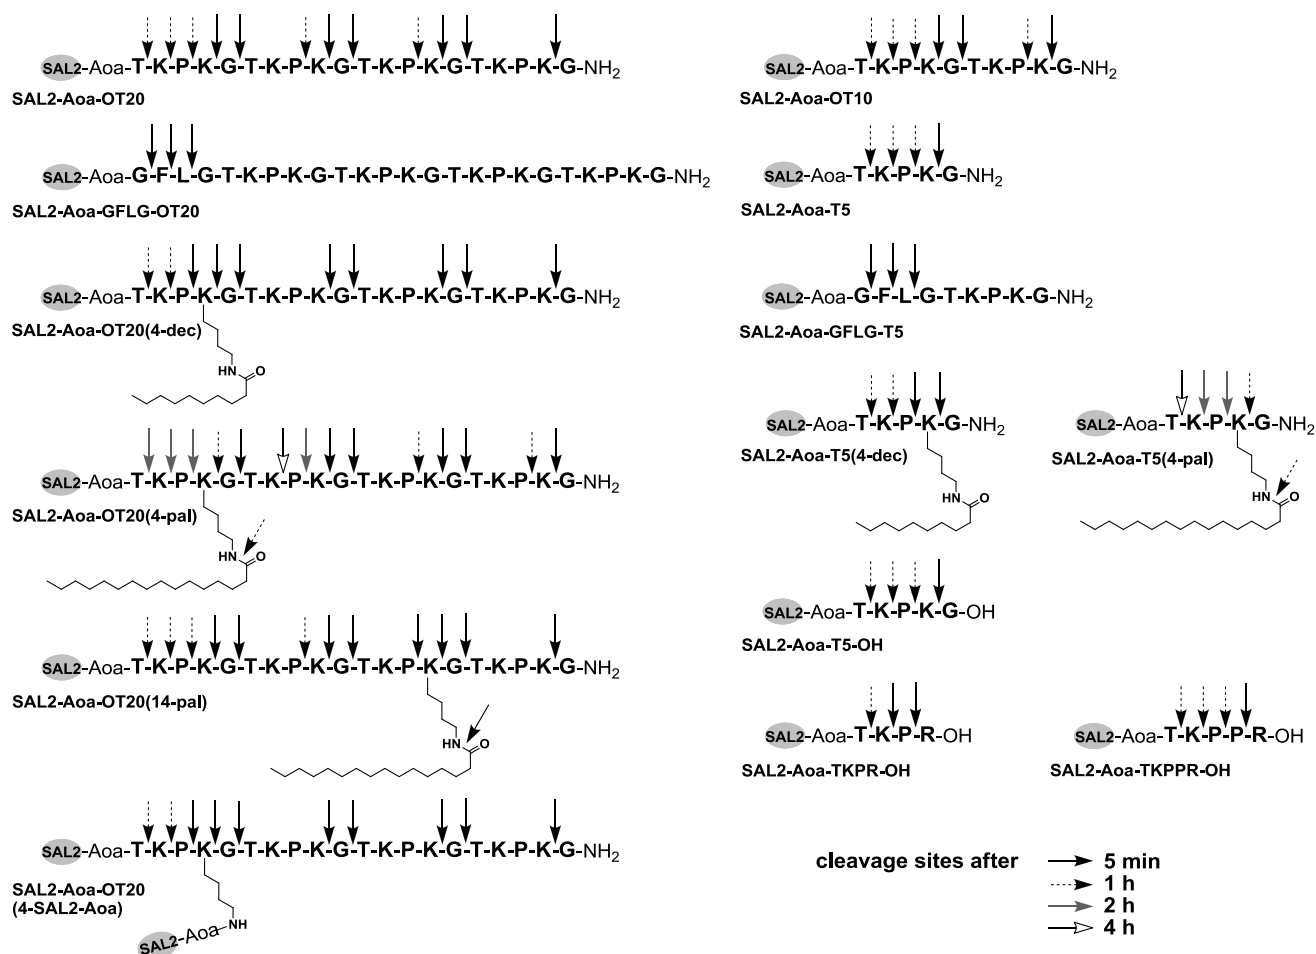 SAL2-Aoa-T-K-P-K-G-T-K-P-K-G-T-K-P-K-G-T-K-P-K-G-NH2
SAL2-Aoa-OT20
SAL2-Aoa-G-F-L-G-T-K-P-K-G-T-K-P-K-G-T-K-P-K-G-T-K-P-K-G-NH2
SAL2-Aoa-GFLG-OT20
SAL2-Aoa-T-K-P-K-G-T-K-P-K-G-T-K-P-K-G-T-K-P-K-G-NH2
SAL2-Aoa-OT20(4-dec)
HN
O
SAL2-Aoa-T-K-P-K-G-T-K-P-K-G-T-K-P-K-G-T-K-P-K-G-NH2
SAL2-Aoa-OT20(4-pal)
HN
O
SAL2-Aoa-T-K-P-K-G-T-K-P-K-G-T-K-P-K-G-T-K-P-K-G-NH2
SAL2-Aoa-OT20(14-pal)
HN
O
SAL2-Aoa-T-K-P-K-G-T-K-P-K-G-T-K-P-K-G-T-K-P-K-G-NH2
SAL2-Aoa-OT20
(4-SAL2-Aoa)
SAL2-Aoa-NH
SAL2-Aoa-T-K-P-K-G-T-K-P-K-G-NH2
SAL2-Aoa-OT10
SAL2-Aoa-T-K-P-K-G-NH2
SAL2-Aoa-T5
SAL2-Aoa-G-F-L-G-T-K-P-K-G-NH2
SAL2-Aoa-GFLG-T5
SAL2-Aoa-T-K-P-K-G-NH2
SAL2-Aoa-T5(4-dec)
HN
O
SAL2-Aoa-T-K-P-K-G-NH2
SAL2-Aoa-T5(4-pal)
HN
O
SAL2-Aoa-T-K-P-K-G-OH
SAL2-Aoa-T5-OH
SAL2-Aoa-T-K-P-R-OH
SAL2-Aoa-TKPR-OH
SAL2-Aoa-T-K-P-P-R-OH
SAL2-Aoa-TKPPR-OH
cleavage sites after 5 min
1 h
2 h
4 h